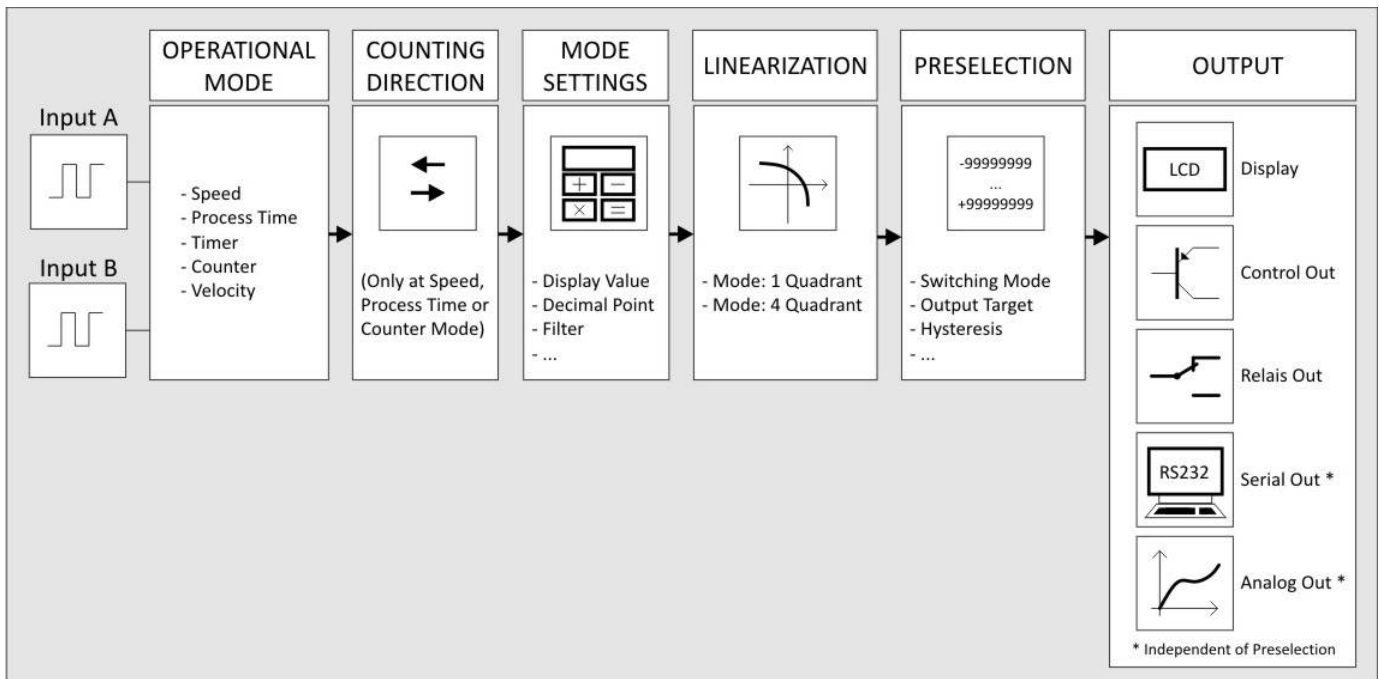 OPERATIONAL
MODE
COUNTING
DIRECTION
MODE
SETTINGS
LINEARIZATION
PRESELECTION
OUTPUT
Input A
Input B
- Speed
- Process Time
- Timer
- Counter
- Velocity
(Only at Speed,
Process Time or
Counter Mode)
- Display Value
- Decimal Point
- Filter
- ...
- Mode: 1 Quadrant
- Mode: 4 Quadrant
-99999999
...
+99999999
- Switching Mode
- Output Target
- Hysteresis
- ...
LCD
Display
Control Out
Relais Out
RS232
Serial Out *
Analog Out *
* Independent of Preselection